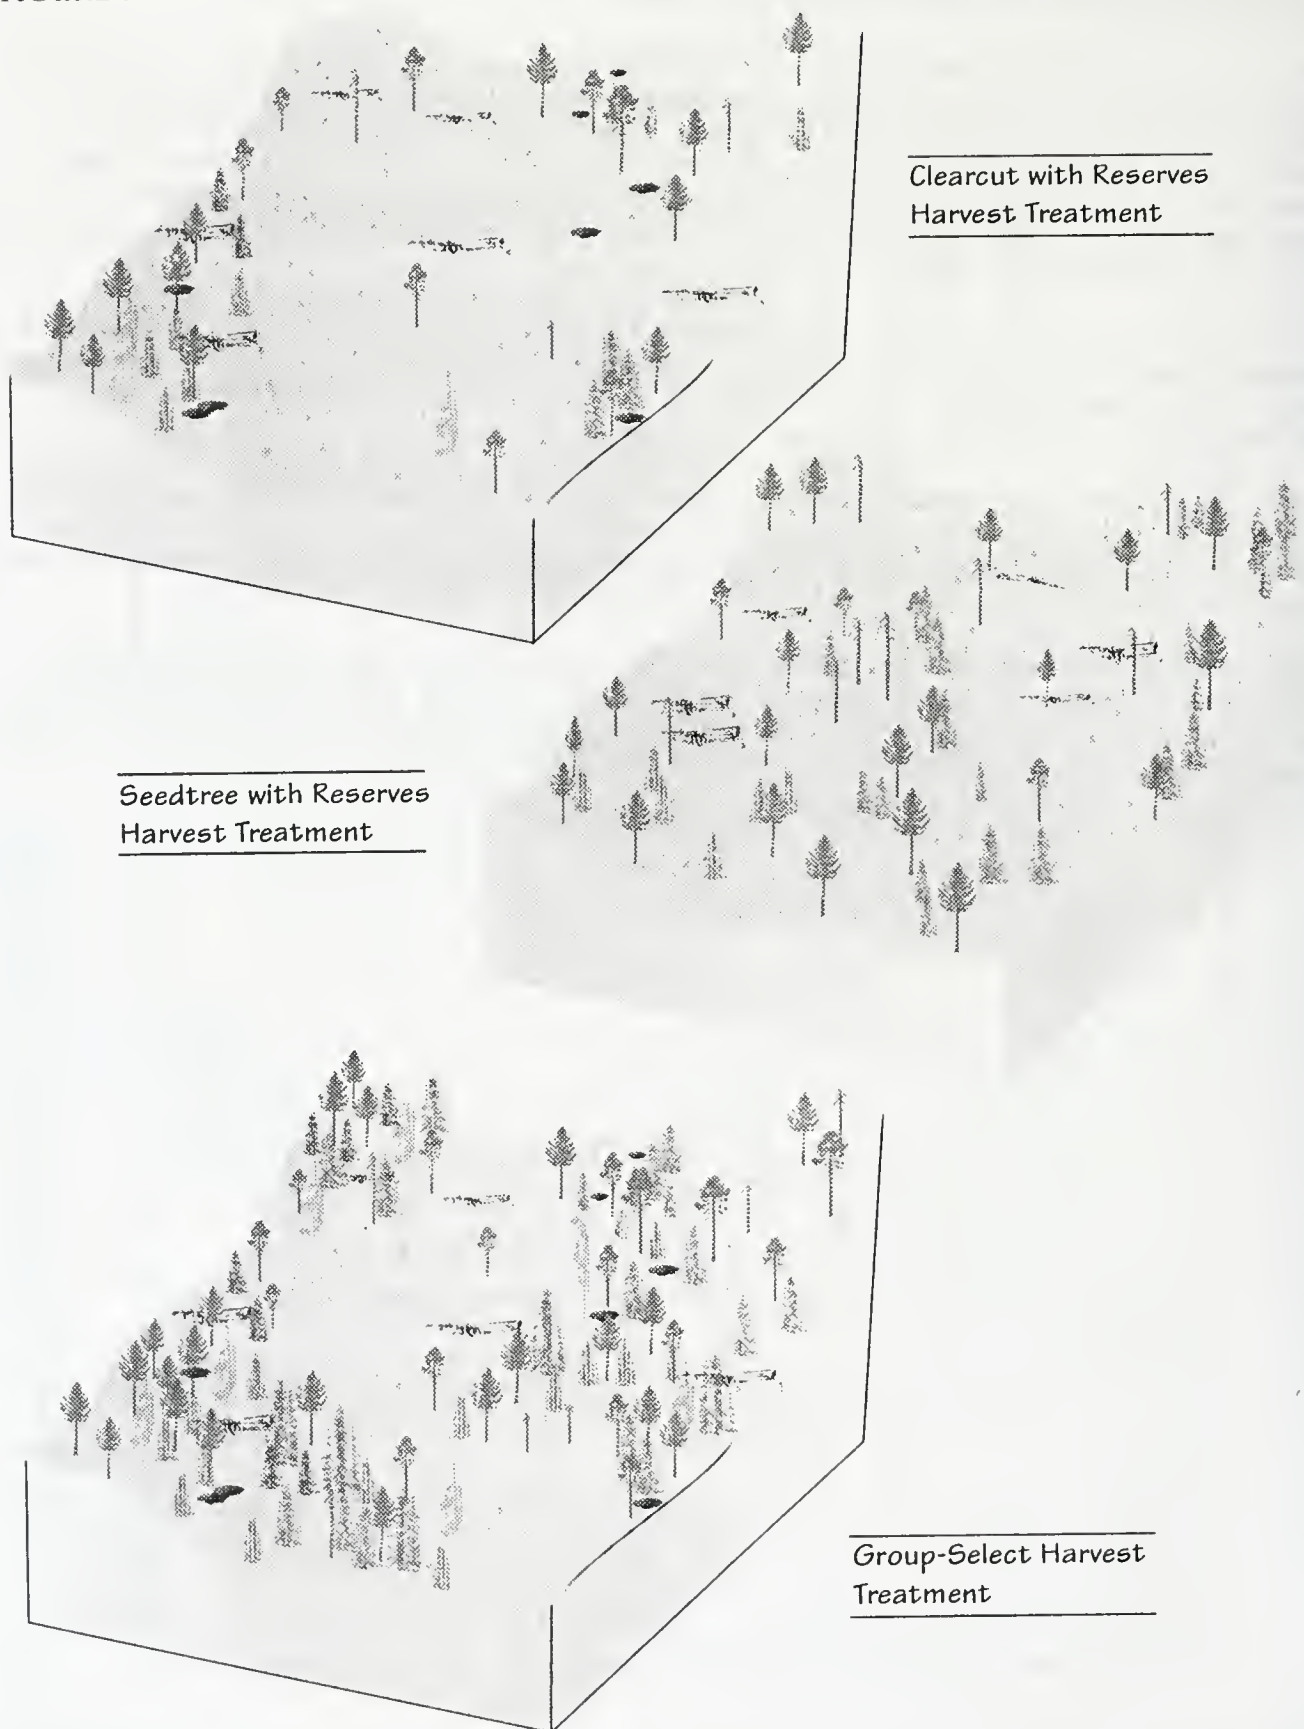 Clearcut with Reserves
Harvest Treatment
Seedtree with Reserves
Harvest Treatment
Group-Select Harvest
Treatment